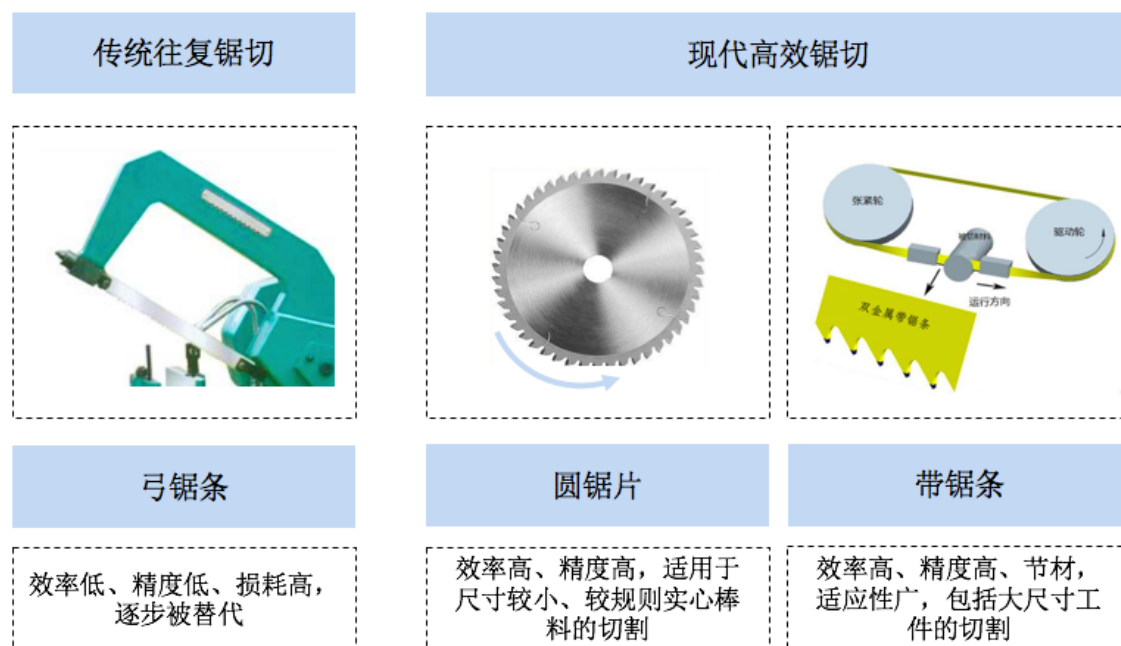 传统往复锯切
现代高效锯切
张紧轮
被切材料
驱动轮
运行方向
双金属带锯条
弓锯条
圆锯片
带锯条
效率低、精度低、损耗高，
逐步被替代
效率高、精度高，适用于
尺寸较小、较规则实心棒
料的切割
效率高、精度高、节材，
适应性广，包括大尺寸工
件的切割